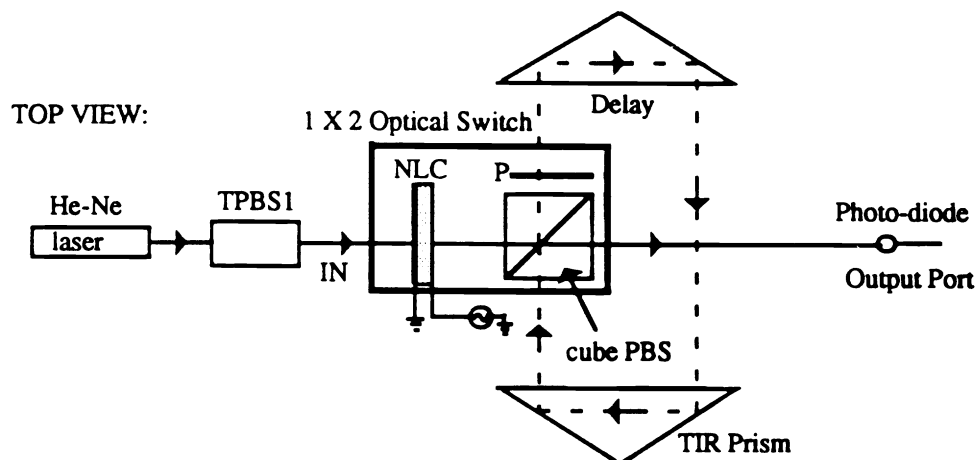 TOP VIEW:
1 X 2 Optical Switch
Delay
NLC
P
He-Ne
laser
TPBS1
IN
Photo-diode
Output Port
cube PBS
TIR Prism